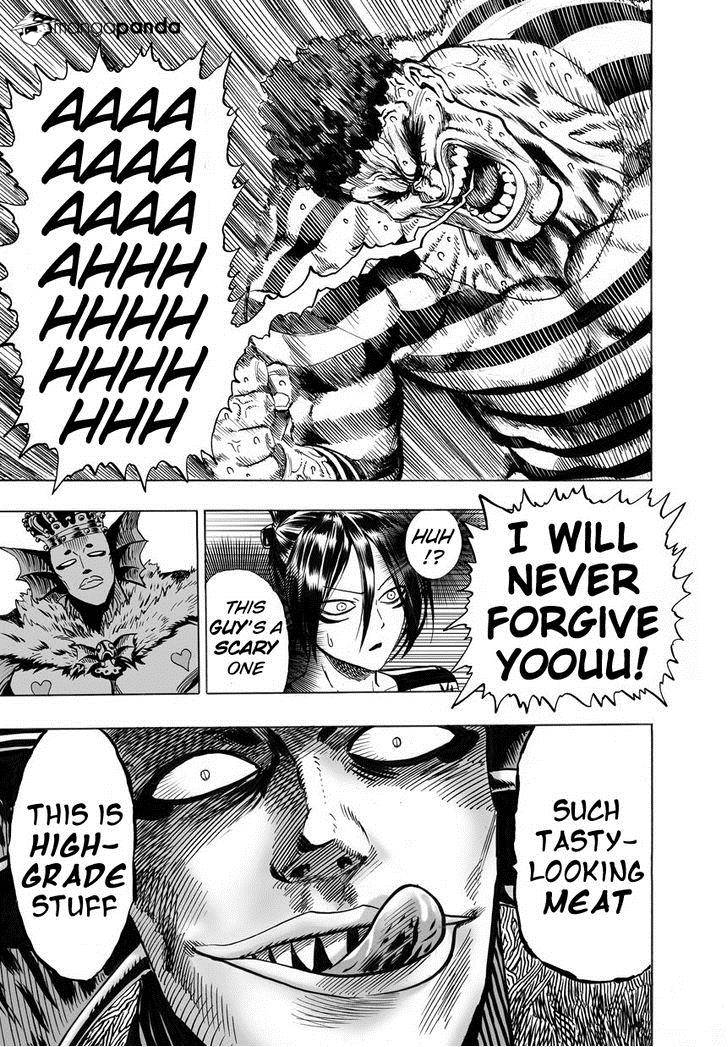 mangapanda
AAAA
AAAA
AAAA
AHHH
HHHH
HHHH
HHH
I WILL
NEVER
FORGIVE
YOOUU!
HUH
!?
THIS
GUY'S A
SCARY
ONE
SUCH
TASTY-
LOOKING
MEAT
THIS IS
HIGH-
GRADE
STUFF